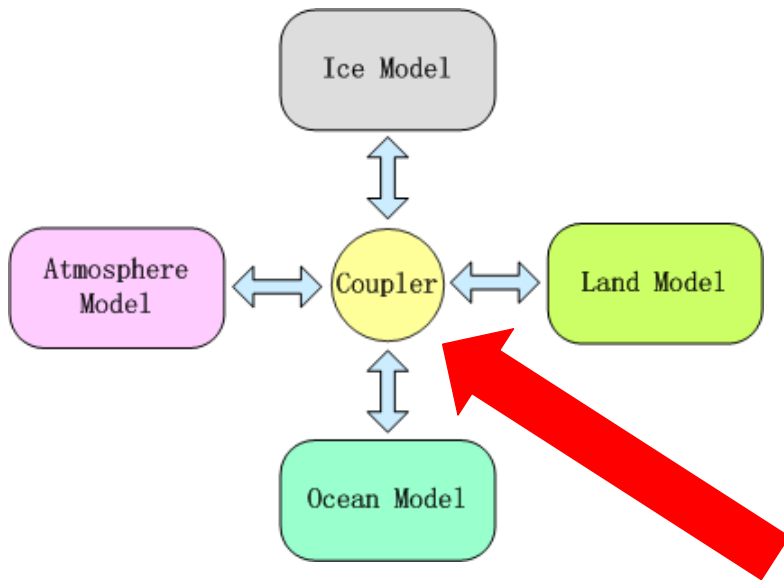 Ice Model
Atmosphere
Model
Coupler
Land Model
Ocean Model